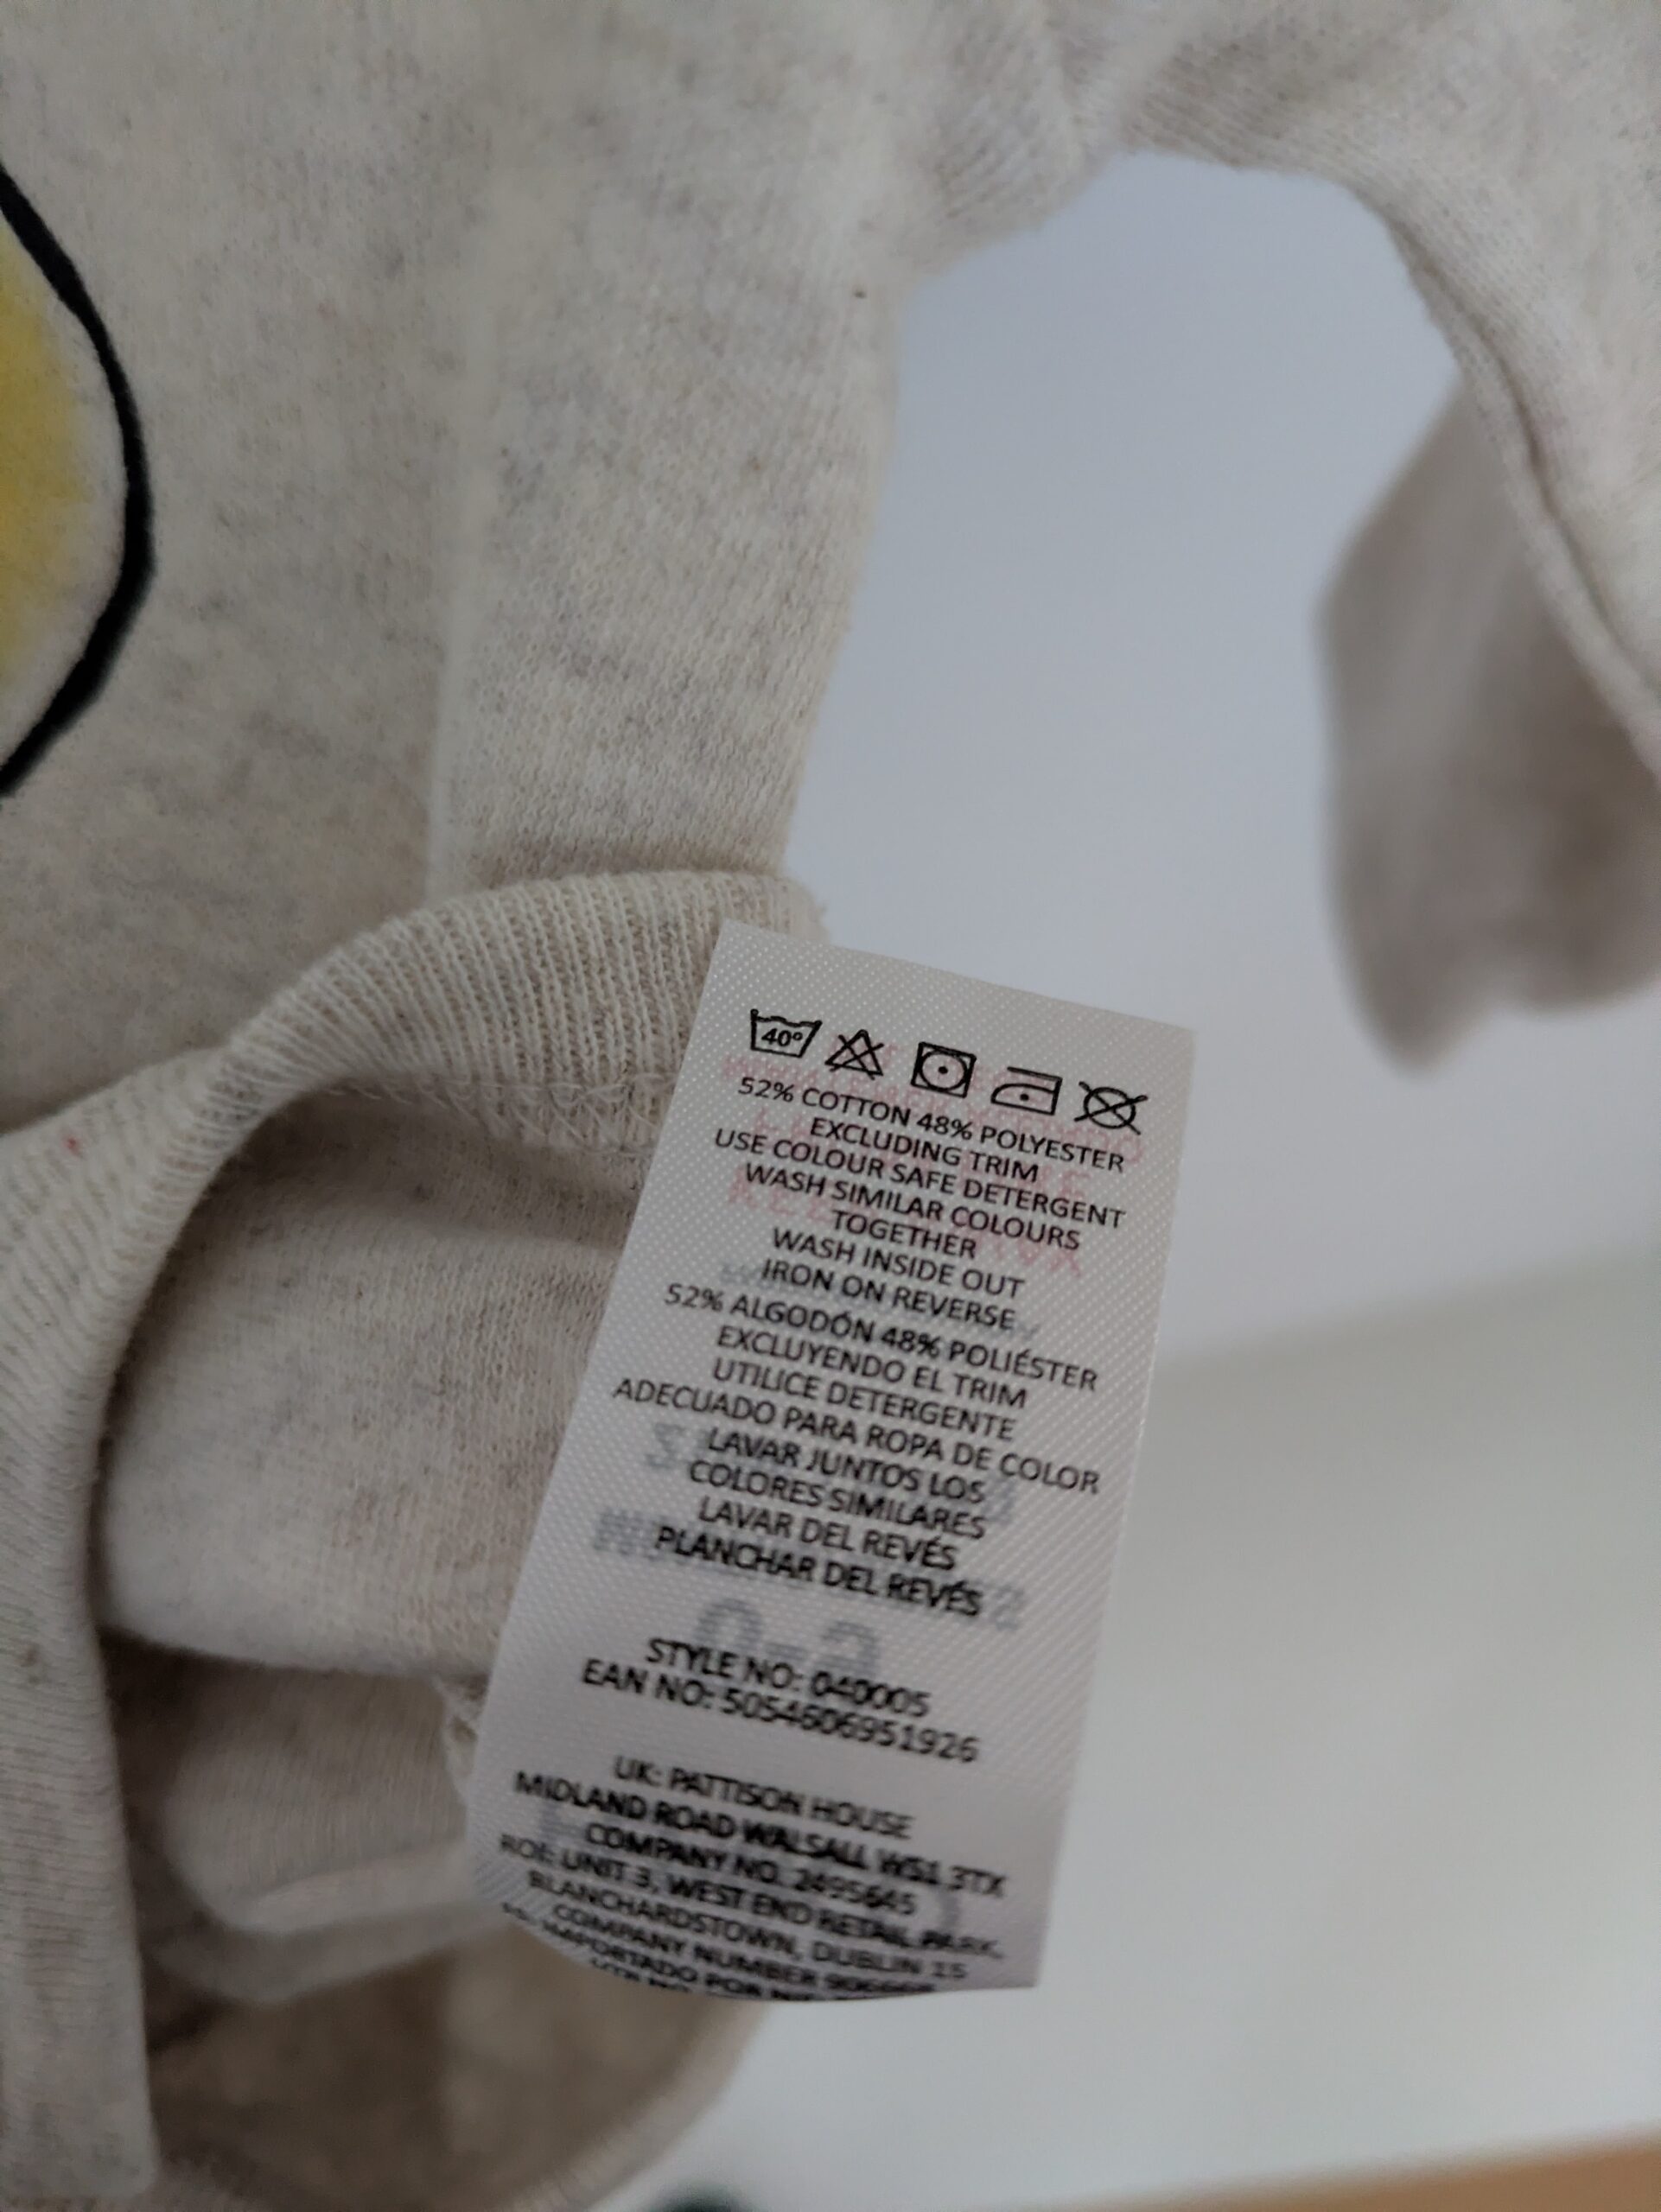 40°
52% COTTON 48% POLYESTER
EXCLUDING TRIM
USE COLOUR SAFE DETERGENT
WASH SIMILAR COLOURS
TOGETHER
WASH INSIDE OUT
IRON ON REVERSE
52% ALGODÓN 48% POLIÉSTER
EXCLUYENDO EL TRIM
UTILICE DETERGENTE
ADECUADO PARA ROPA DE COLOR
LAVAR JUNTOS LOS
COLORES SIMILARES
LAVAR DEL REVÉS
PLANCHAR DEL REVÉS
STYLE NO: 040005
EAN NO: 5054606951926
UK: PATTISON HOUSE
MIDLAND ROAD WALSALL WS1 3TX
COMPANY NO. 2495645
ROI: UNIT 3, WEST END RETAIL PARK,
BLANCHARDSTOWN, DUBLIN 15
COMPANY NUMBER
IMPORTADO POR